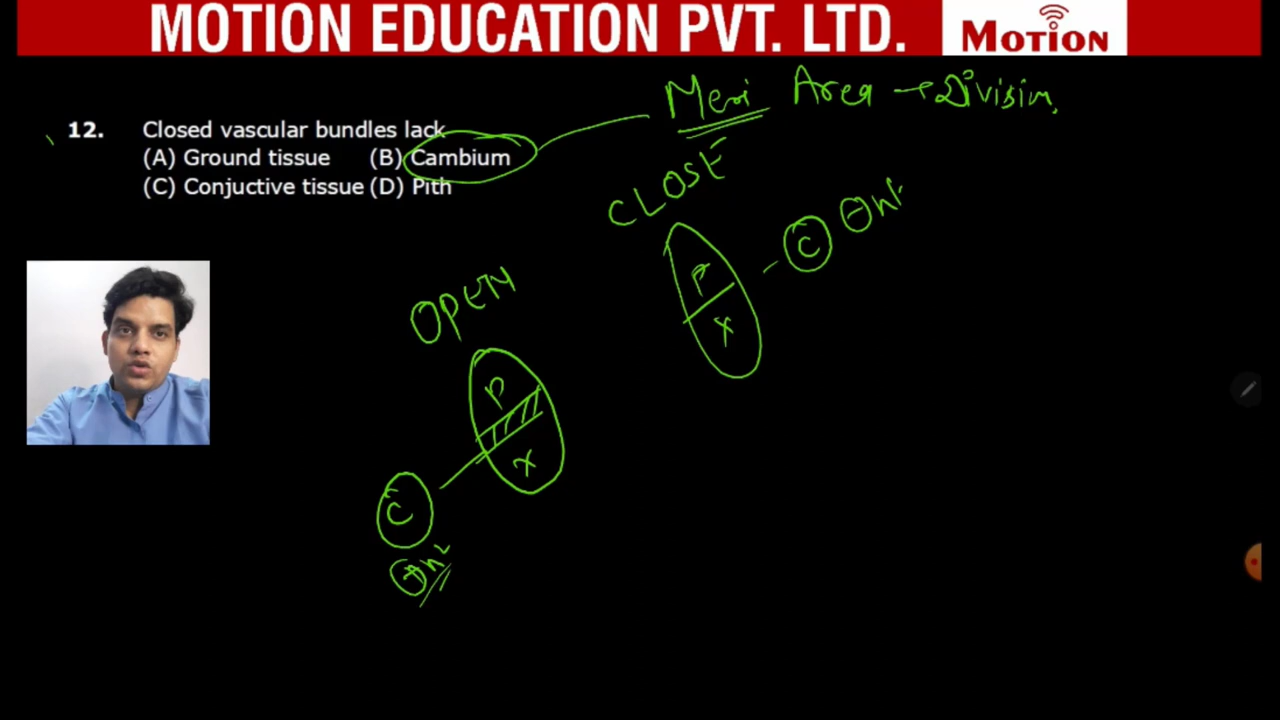 MOTION EDUCATION PVT. LTD.
MOTION
Meri Area → Division
12. Closed vascular bundles lack
(A) Ground tissue (B) Cambium
(C) Conjuctive tissue (D) Pith
CLOSE
C
P
X
OPEN
P
X
C